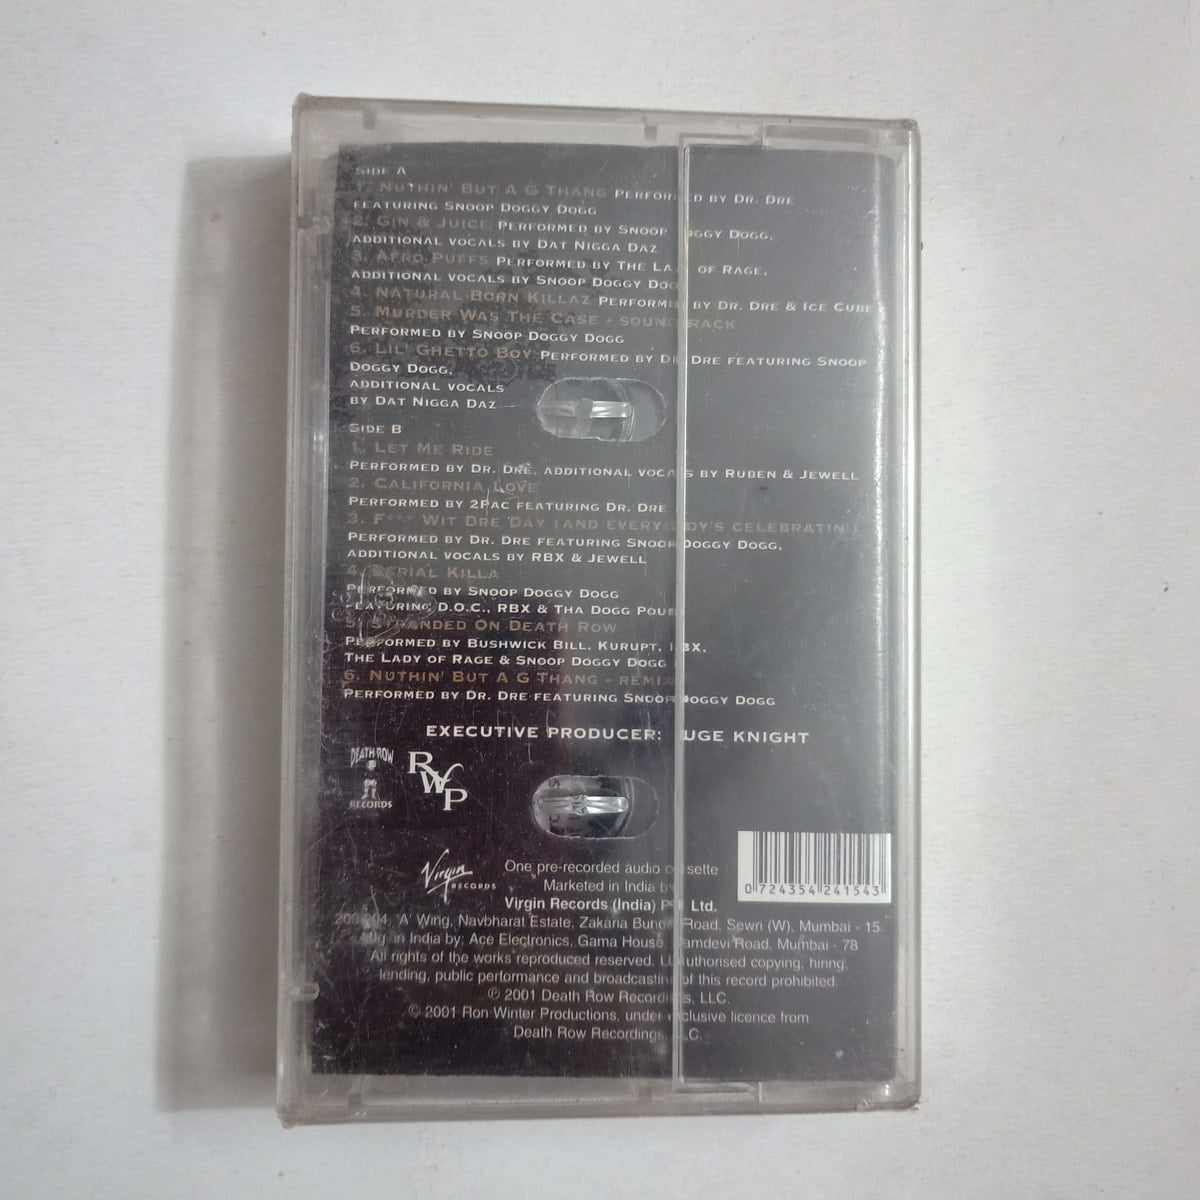 SIDE A
1. NUTHIN' BUT A G THANG PERFORMED BY DR. DRE
FEATURING SNOOP DOGGY DOGG
2. GIN & JUICE PERFORMED BY SNOOP DOGGY DOGG,
ADDITIONAL VOCALS BY DAT NIGGA DAZ
3. AFRO PUFFS PERFORMED BY THE LADY OF RAGE,
ADDITIONAL VOCALS BY SNOOP DOGGY DOGG
4. NATURAL BORN KILLAZ PERFORMED BY DR. DRE & ICE CUBE
5. MURDER WAS THE CASE - SOUNDTRACK
PERFORMED BY SNOOP DOGGY DOGG
6. LIL' GHETTO BOY PERFORMED BY DR. DRE FEATURING SNOOP
DOGGY DOGG,
ADDITIONAL VOCALS
BY DAT NIGGA DAZ
SIDE B
1. LET ME RIDE
PERFORMED BY DR. DRE, ADDITIONAL VOCALS BY RUBEN & JEWELL
2. CALIFORNIA LOVE
PERFORMED BY 2PAC FEATURING DR. DRE
3. F*** WIT DRE DAY (AND EVERYBODY'S CELEBRATIN')
PERFORMED BY DR. DRE FEATURING SNOOP DOGGY DOGG,
ADDITIONAL VOCALS BY RBX & JEWELL
4. SERIAL KILLA
PERFORMED BY SNOOP DOGGY DOGG
FEATURING D.O.C., RBX & THA DOGG POUND
5. STRANDED ON DEATH ROW
PERFORMED BY BUSHWICK BILL, KURUPT, RBX,
THE LADY OF RAGE & SNOOP DOGGY DOGG
6. NUTHIN' BUT A G THANG - REMIX
PERFORMED BY DR. DRE FEATURING SNOOP DOGGY DOGG
EXECUTIVE PRODUCER: SUGE KNIGHT
DEATH ROW
RECORDS
RWP
Virgin
RECORDS
One pre-recorded audio cassette
Marketed in India by
Virgin Records (India) Pvt. Ltd.
'A' Wing, Navbharat Estate, Zakaria Bunder Road, Sewri (W), Mumbai - 15
in India by: Ace Electronics, Gama House, Ramdevi Road, Mumbai - 78
All rights of the works reproduced reserved. Unauthorised copying, hiring,
lending, public performance and broadcasting of this record prohibited.
℗ 2001 Death Row Recordings, LLC.
© 2001 Ron Winter Productions, under exclusive licence from
Death Row Recordings, LLC.
0 724354 241543